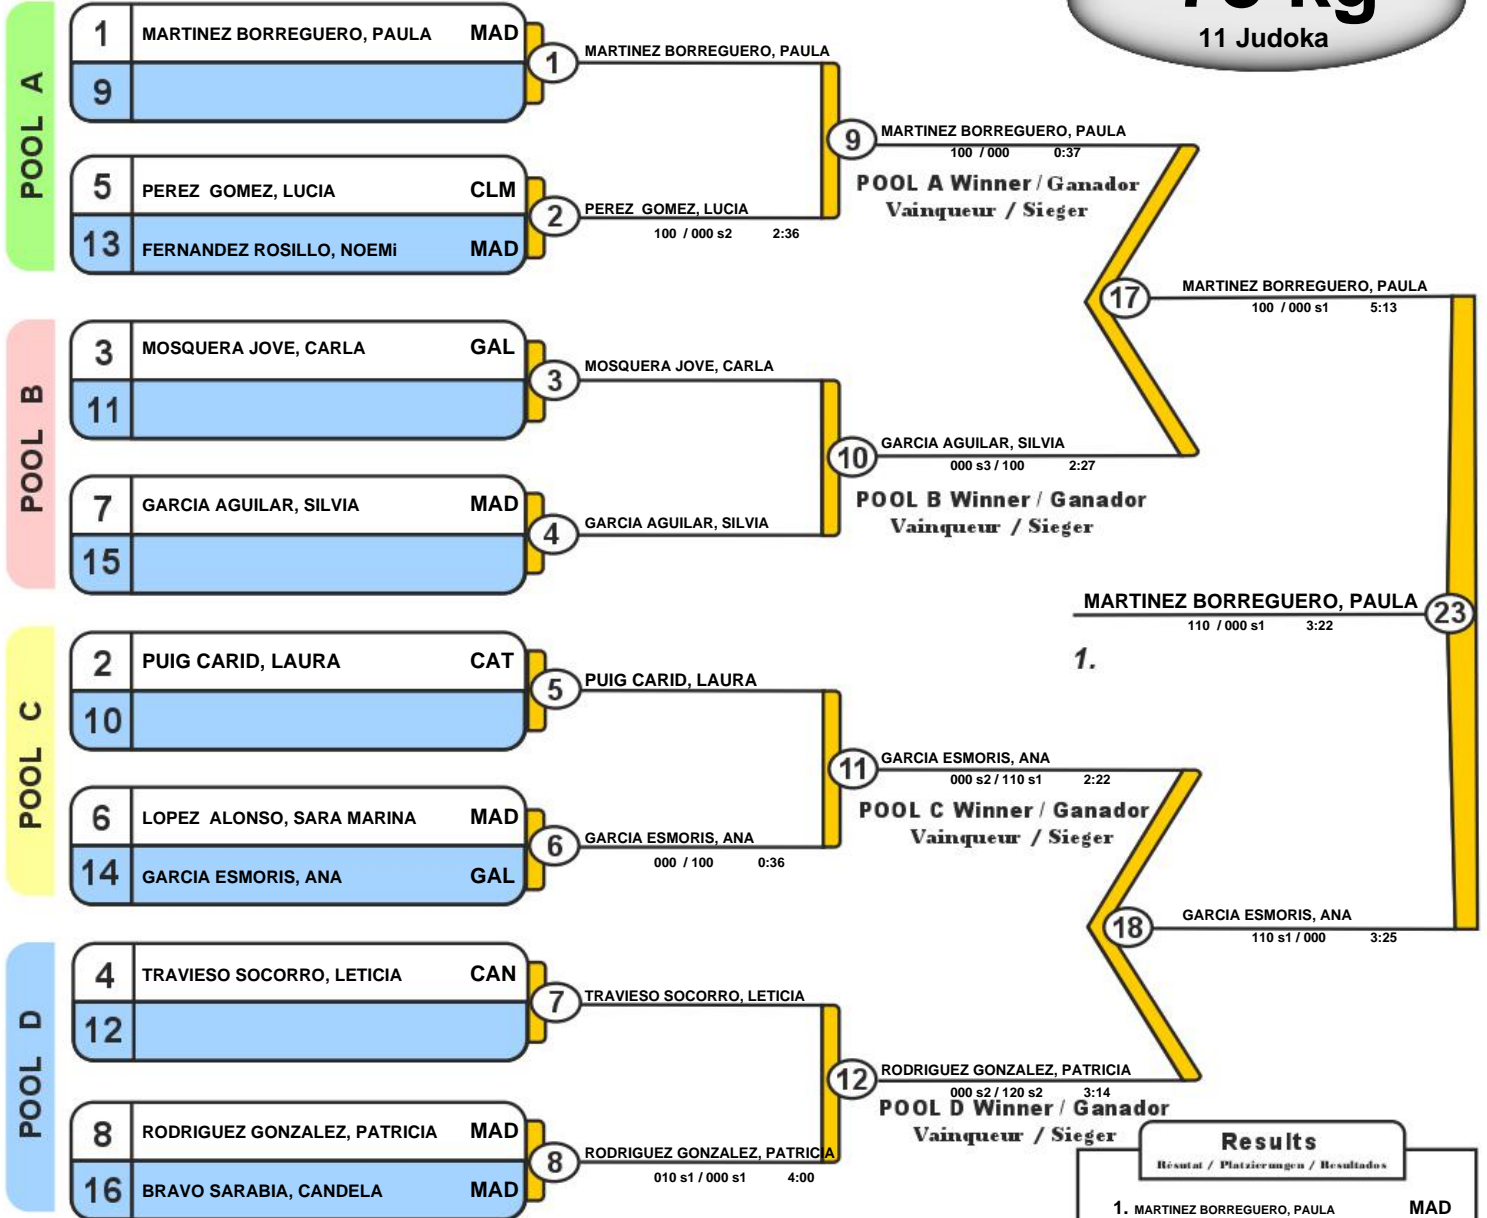 11 Judoka
POOL A
1 MARTINEZ BORREGUERO, PAULA MAD
9
1 MARTINEZ BORREGUERO, PAULA
5 PEREZ GOMEZ, LUCIA CLM
13 FERNANDEZ ROSILLO, NOEMi MAD
2 PEREZ GOMEZ, LUCIA
100 / 000 s2 2:36
9 MARTINEZ BORREGUERO, PAULA
100 / 000 0:37
POOL A Winner / Ganador
Vainqueur / Sieger
POOL B
3 MOSQUERA JOVE, CARLA GAL
11
3 MOSQUERA JOVE, CARLA
7 GARCIA AGUILAR, SILVIA MAD
15
4 GARCIA AGUILAR, SILVIA
10 GARCIA AGUILAR, SILVIA
000 s3 / 100 2:27
POOL B Winner / Ganador
Vainqueur / Sieger
17 MARTINEZ BORREGUERO, PAULA
100 / 000 s1 5:13
MARTINEZ BORREGUERO, PAULA 23
110 / 000 s1 3:22
1.
POOL C
2 PUIG CARID, LAURA CAT
10
5 PUIG CARID, LAURA
6 LOPEZ ALONSO, SARA MARINA MAD
14 GARCIA ESMORIS, ANA GAL
6 GARCIA ESMORIS, ANA
000 / 100 0:36
11 GARCIA ESMORIS, ANA
000 s2 / 110 s1 2:22
POOL C Winner / Ganador
Vainqueur / Sieger
POOL D
4 TRAVIESO SOCORRO, LETICIA CAN
12
7 TRAVIESO SOCORRO, LETICIA
8 RODRIGUEZ GONZALEZ, PATRICIA MAD
16 BRAVO SARABIA, CANDELA MAD
8 RODRIGUEZ GONZALEZ, PATRICIA
010 s1 / 000 s1 4:00
12 RODRIGUEZ GONZALEZ, PATRICIA
000 s2 / 120 s2 3:14
POOL D Winner / Ganador
Vainqueur / Sieger
18 GARCIA ESMORIS, ANA
110 s1 / 000 3:25
Results
Résutat / Platzierungen / Resultados
1. MARTINEZ BORREGUERO, PAULA MAD